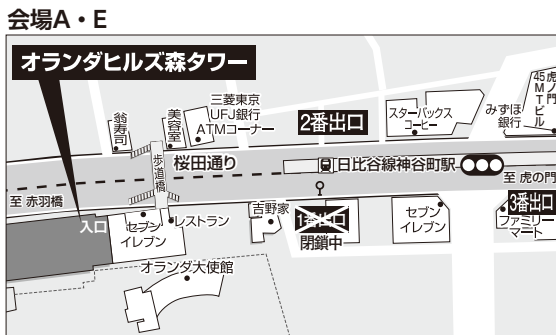 会場A・E
オランダヒルズ森タワー
翁寿司
美容室
三菱東京
UFJ銀行
ATMコーナー
2番出口
スターバックス
コーヒー
みずほ
銀行
虎ノ門
45MTビル
歩道橋
桜田通り
日比谷線神谷町駅
至 赤羽橋
至 虎の門
入口
セブン
イレブン
レストラン
吉野家
1番出口
閉鎖中
セブン
イレブン
3番出口
ファミリー
マート
オランダ大使館